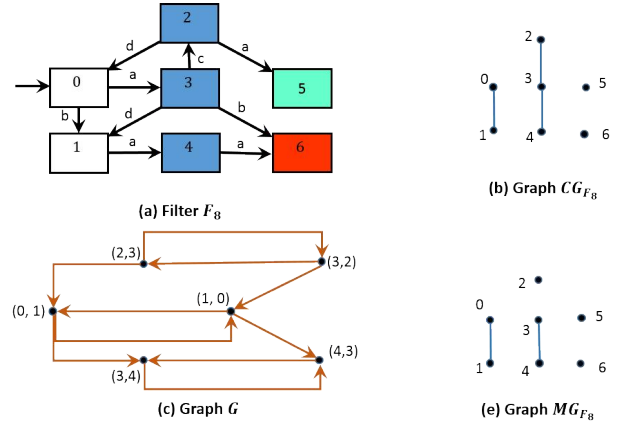 2
d
a
c
0
a
3
5
b
d
b
1
a
4
a
6
(a) Filter F₈
2
0
3
5
1
4
6
(b) Graph CG_F₈
(2,3)
(3,2)
(0, 1)
(1, 0)
(3,4)
(4,3)
(c) Graph G
2
0
3
5
1
4
6
(e) Graph MG_F₈